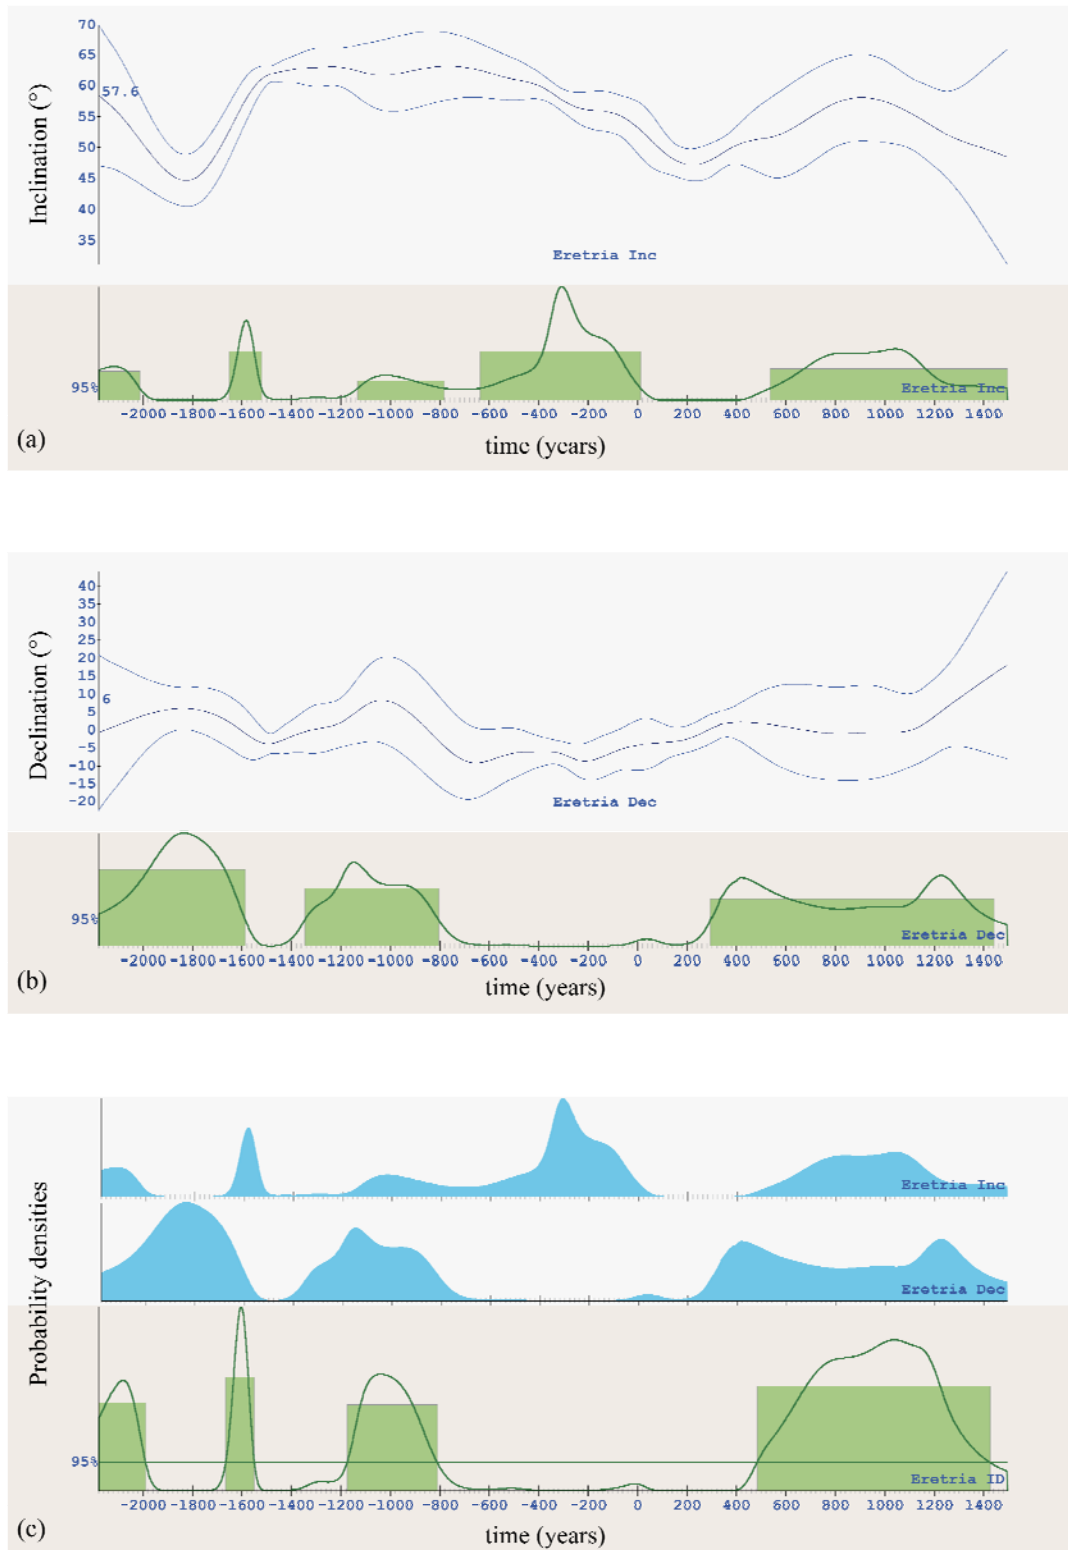 70
65
57.6
60
55
50
45
40
35
Inclination (°)
Eretria Inc
95%
Eretria Inc
-2000 -1800 -1600 -1400 -1200 -1000 -800 -600 -400 -200 0 200 400 600 800 1000 1200 1400
(a)
time (years)
40
35
30
25
20
15
10
6
5
0
-5
-10
-15
-20
Declination (°)
Eretria Dec
95%
Eretria Dec
-2000 -1800 -1600 -1400 -1200 -1000 -800 -600 -400 -200 0 200 400 600 800 1000 1200 1400
(b)
time (years)
Probability densities
Eretria Inc
Eretria Dec
95%
Eretria ID
-2000 -1800 -1600 -1400 -1200 -1000 -800 -600 -400 -200 0 200 400 600 800 1000 1200 1400
(c)
time (years)